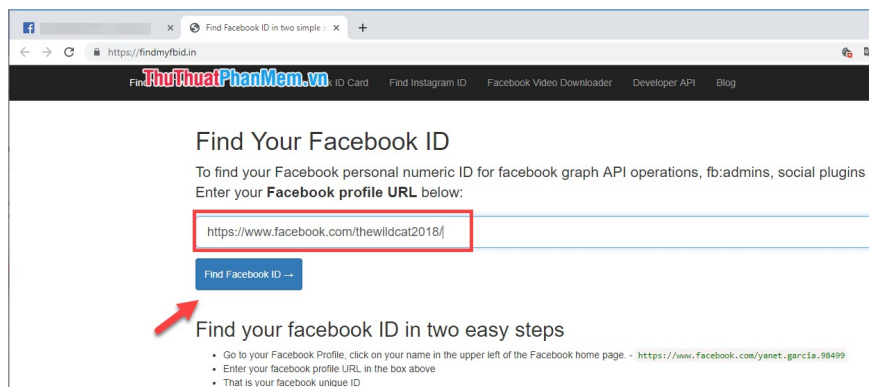 Find Facebook ID in two simple s
https://findmyfbid.in
Find
ThuThuatPhanMem.vn
ID Card
Find Instagram ID
Facebook Video Downloader
Developer API
Blog
Find Your Facebook ID
To find your Facebook personal numeric ID for facebook graph API operations, fb:admins, social plugins
Enter your Facebook profile URL below:
https://www.facebook.com/thewildcat2018/
Find Facebook ID →
Find your facebook ID in two easy steps
• Go to your Facebook Profile, click on your name in the upper left of the Facebook home page. - https://www.facebook.com/yanet.garcia.98499
• Enter your facebook profile URL in the box above
• That is your facebook unique ID